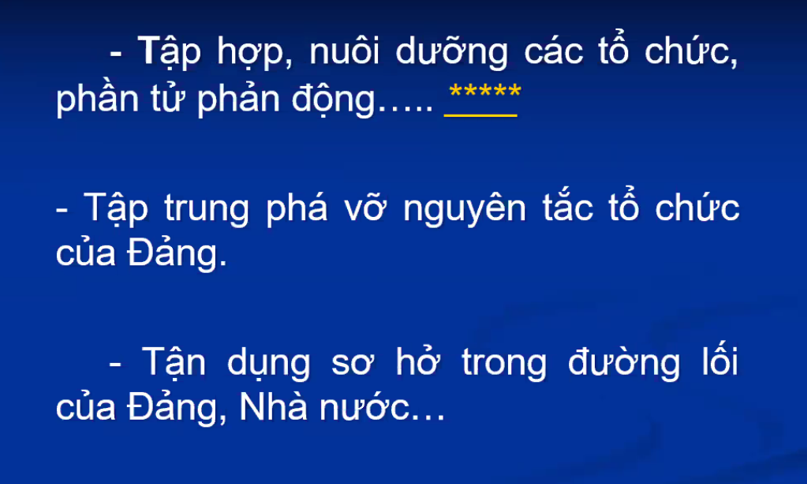 - Tập hợp, nuôi dưỡng các tổ chức,
phần tử phản động….. *****
- Tập trung phá vỡ nguyên tắc tổ chức
của Đảng.
- Tận dụng sơ hở trong đường lối
của Đảng, Nhà nước…